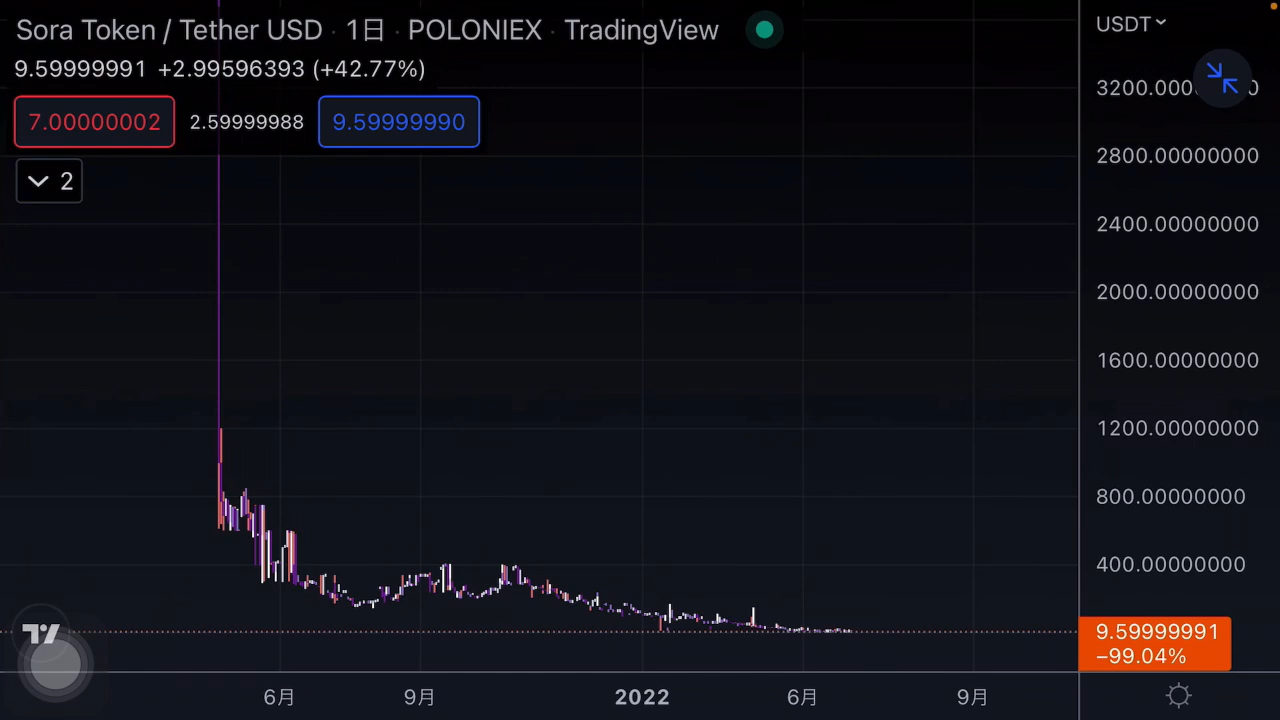 Sora Token / Tether USD · 1日 · POLONIEX · TradingView
USDT
9.59999991 +2.99596393 (+42.77%)
7.00000002 2.59999988 9.59999990
2
2800.00000000
2400.00000000
2000.00000000
1600.00000000
1200.00000000
800.00000000
400.00000000
9.59999991
−99.04%
6月 9月 2022 6月 9月